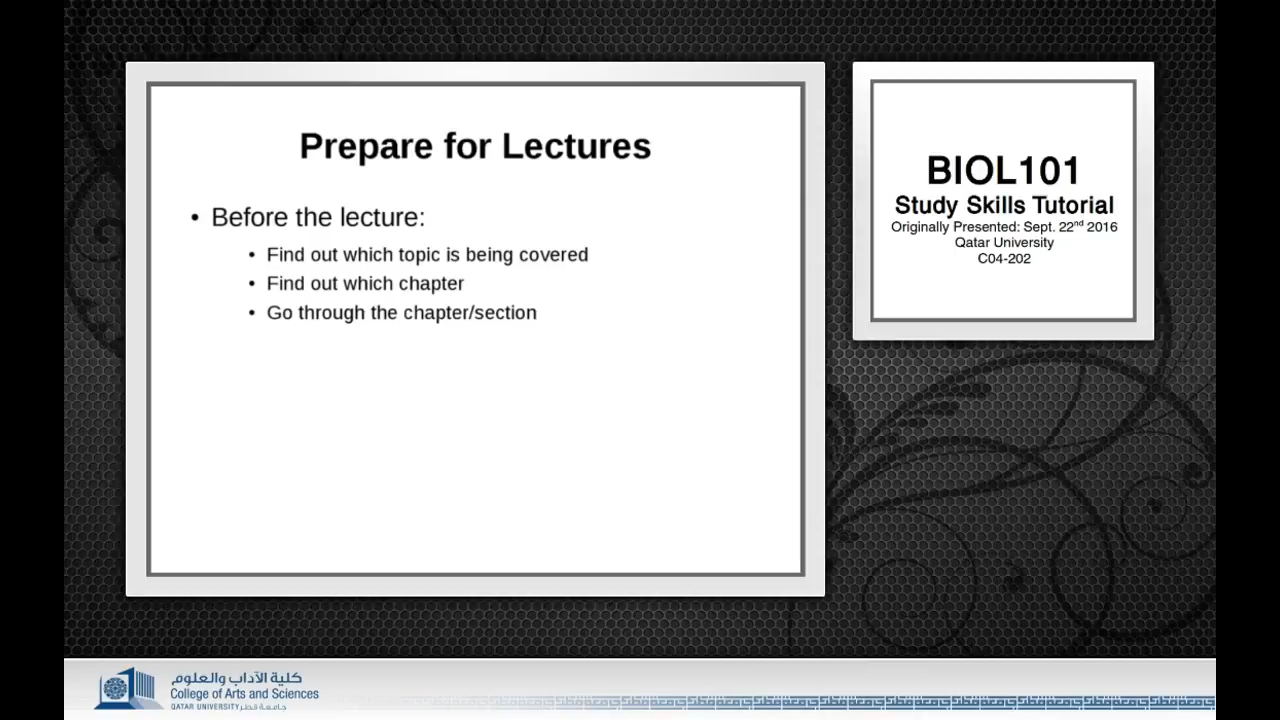 Prepare for Lectures
• Before the lecture:
• Find out which topic is being covered
• Find out which chapter
• Go through the chapter/section
BIOL101
Study Skills Tutorial
Originally Presented: Sept. 22nd 2016
Qatar University
C04-202
كلية الآداب والعلوم
College of Arts and Sciences
QATAR UNIVERSITY جامعة قطر